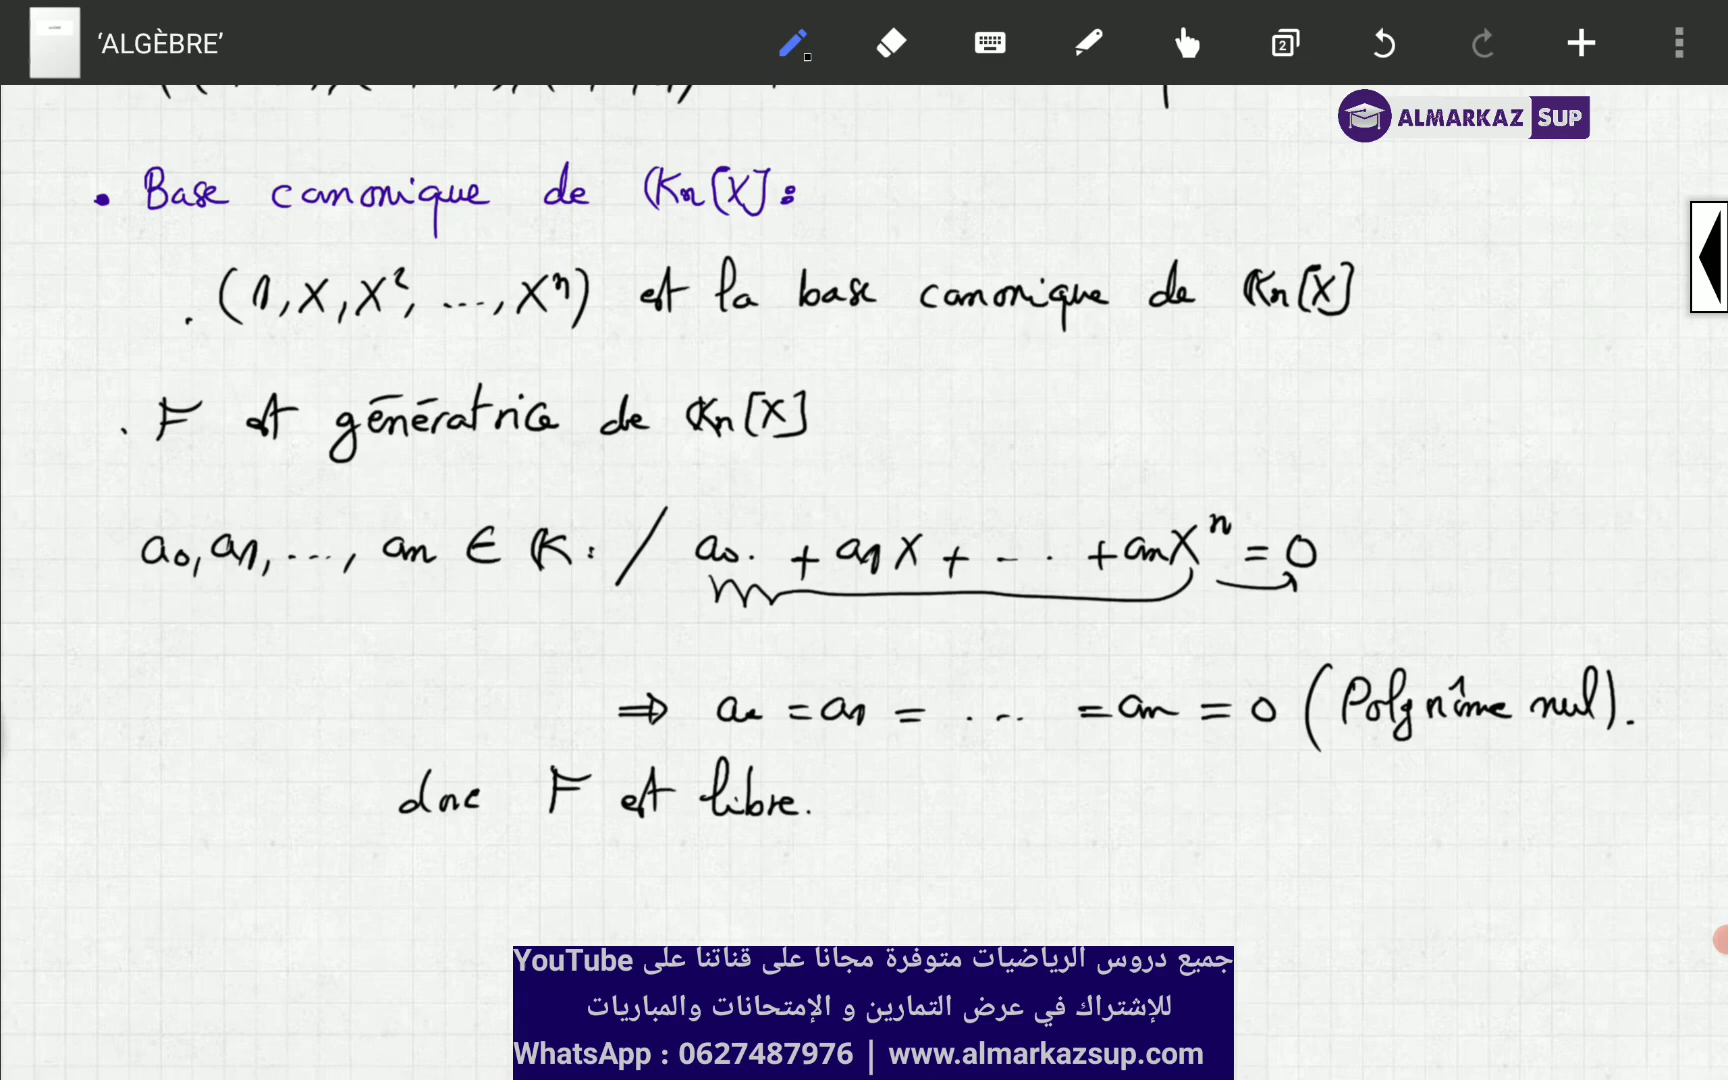 ‘ALGÈBRE’
2
ALMARKAZ SUP
• Base canonique de 𝕂n[X]:
. (1, X, X², ..., Xⁿ) est la base canonique de 𝕂n[X]
. F est génératrice de 𝕂n[X]
a₀, a₁, ..., an ∈ 𝕂 : / a₀ . + a₁X + - . . + anXⁿ = 0
⇒ a₀ = a₁ = ... = an = 0 (Polynôme nul).
donc F est libre.
جميع دروس الرياضيات متوفرة مجانا على قناتنا على YouTube
للإشتراك في عرض التمارين و الإمتحانات والمباريات
WhatsApp : 0627487976 | www.almarkazsup.com